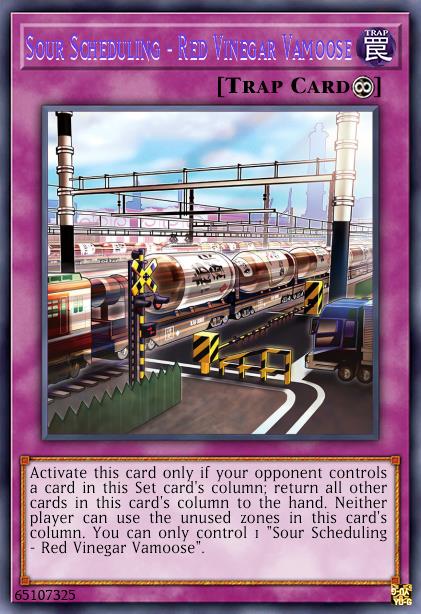 Sour Scheduling - Red Vinegar Vamoose
TRAP
罠
[Trap Card]
Activate this card only if your opponent controls
a card in this Set card's column; return all other
cards in this card's column to the hand. Neither
player can use the unused zones in this card's
column. You can only control 1 "Sour Scheduling
- Red Vinegar Vamoose".
65107325